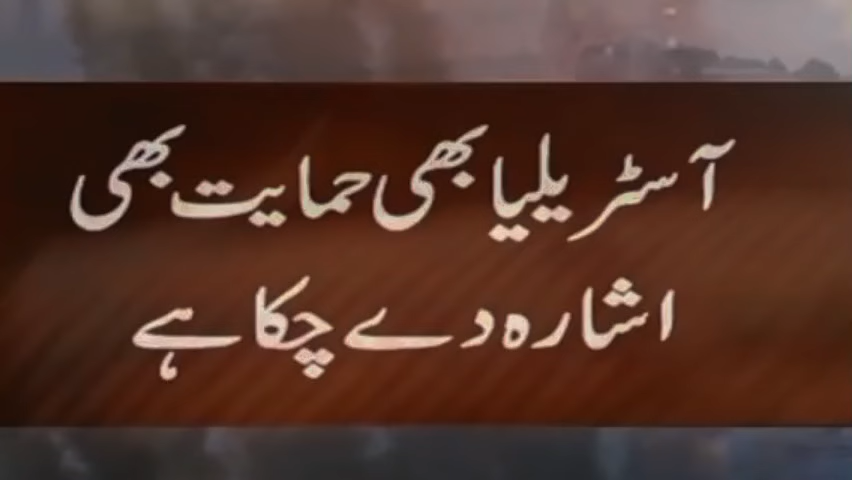 آسٹریلیا بھی حمایت بھی
اشارہ دے چکا ہے